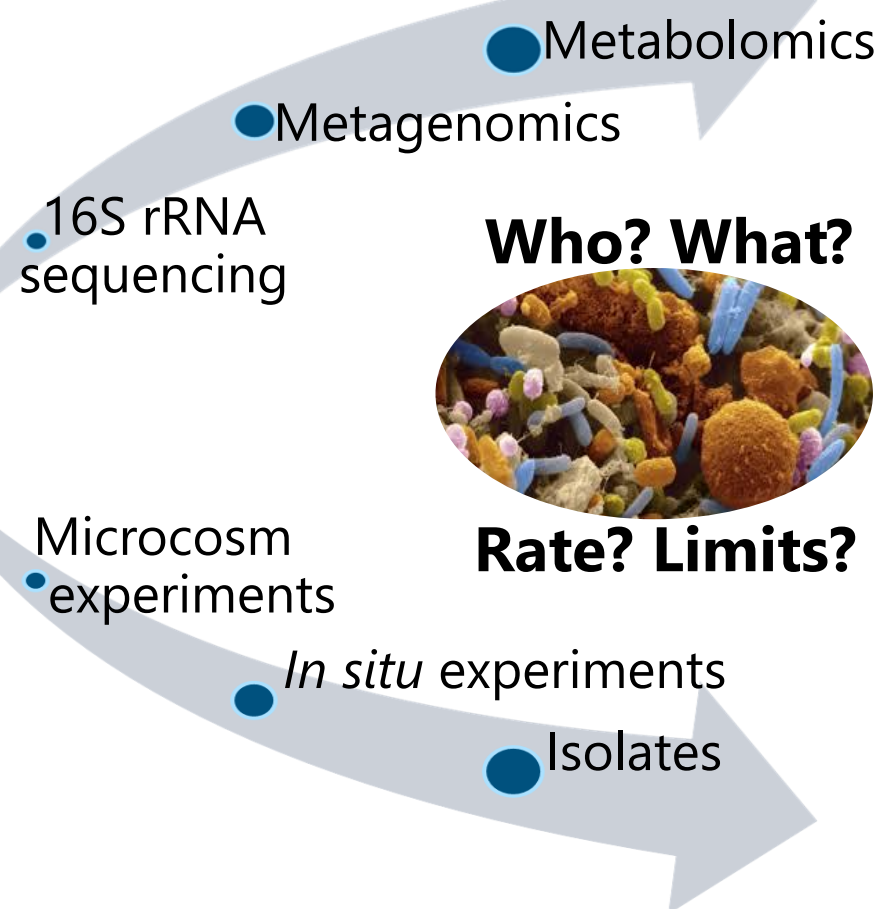 Metabolomics
Metagenomics
16S rRNA
sequencing
Who? What?
Rate? Limits?
Microcosm
experiments
In situ experiments
Isolates